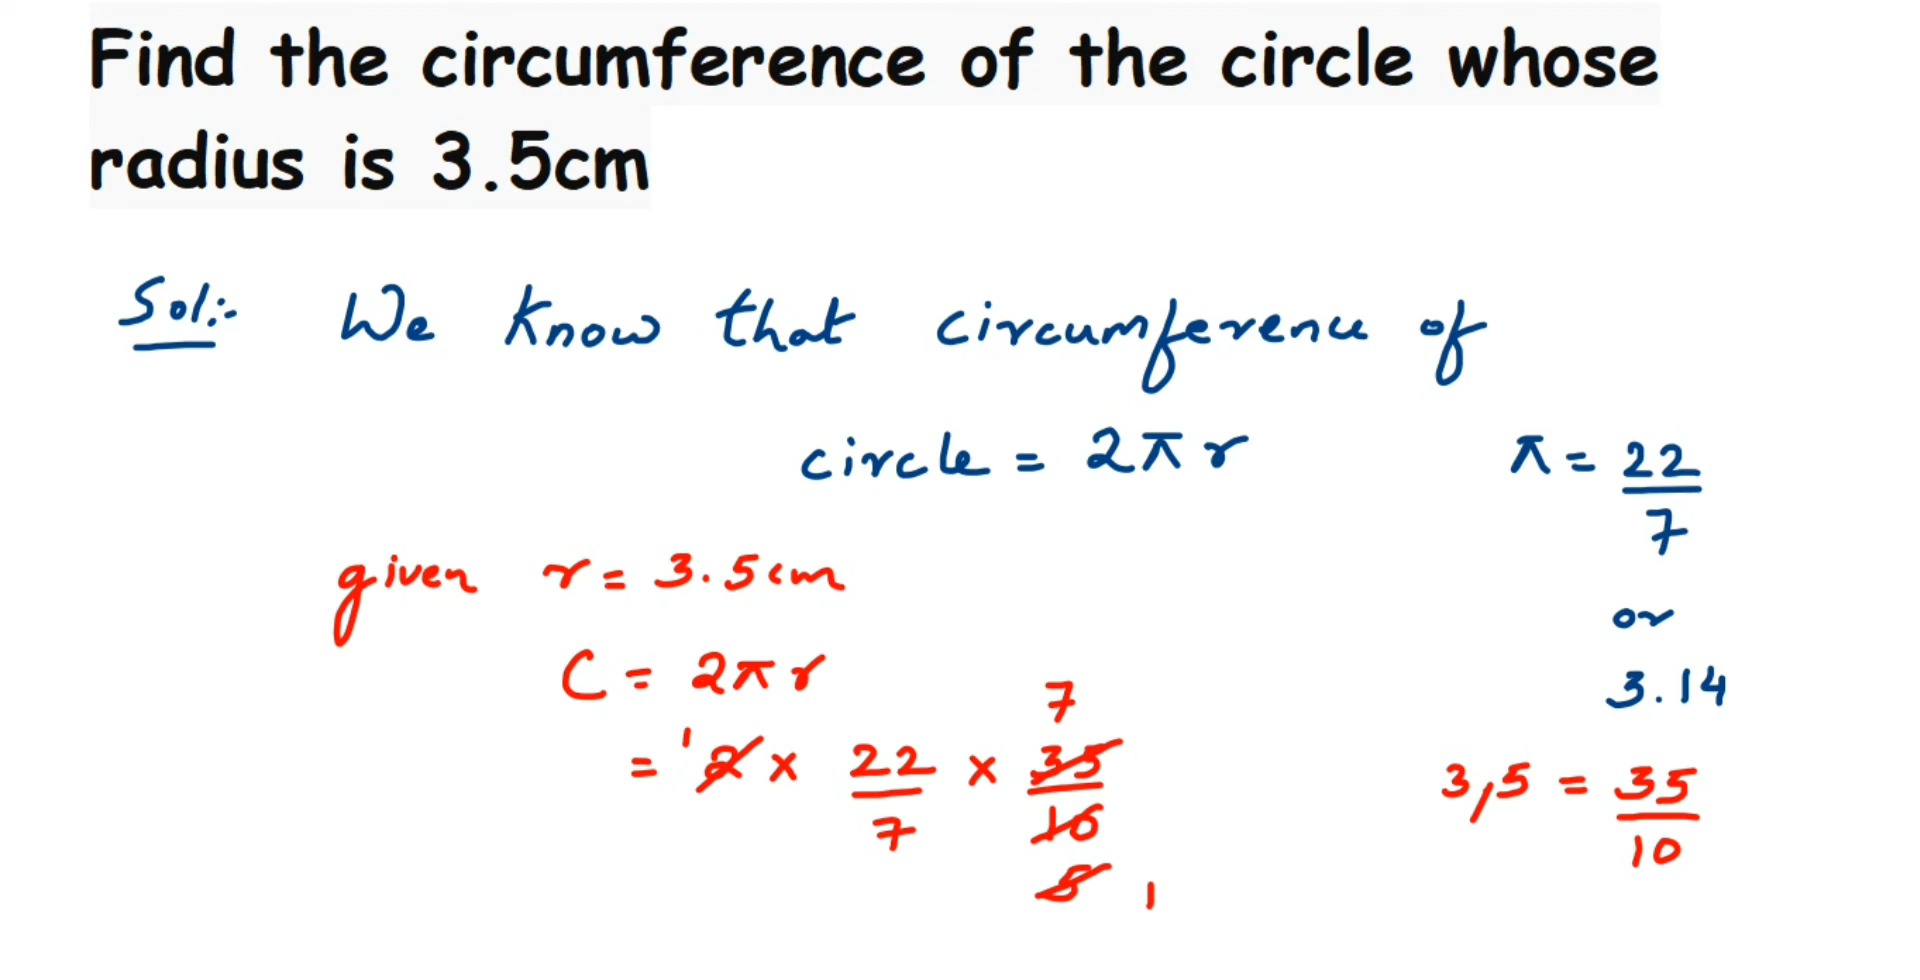 Find the circumference of the circle whose
radius is 3.5cm
Sol:- We know that circumference of
circle = 2πr
π = 22/7
or
3.14
given r = 3.5cm
C = 2πr
= 2 1 × 22/7 × 35 7/10 5 1
3,5 = 35/10